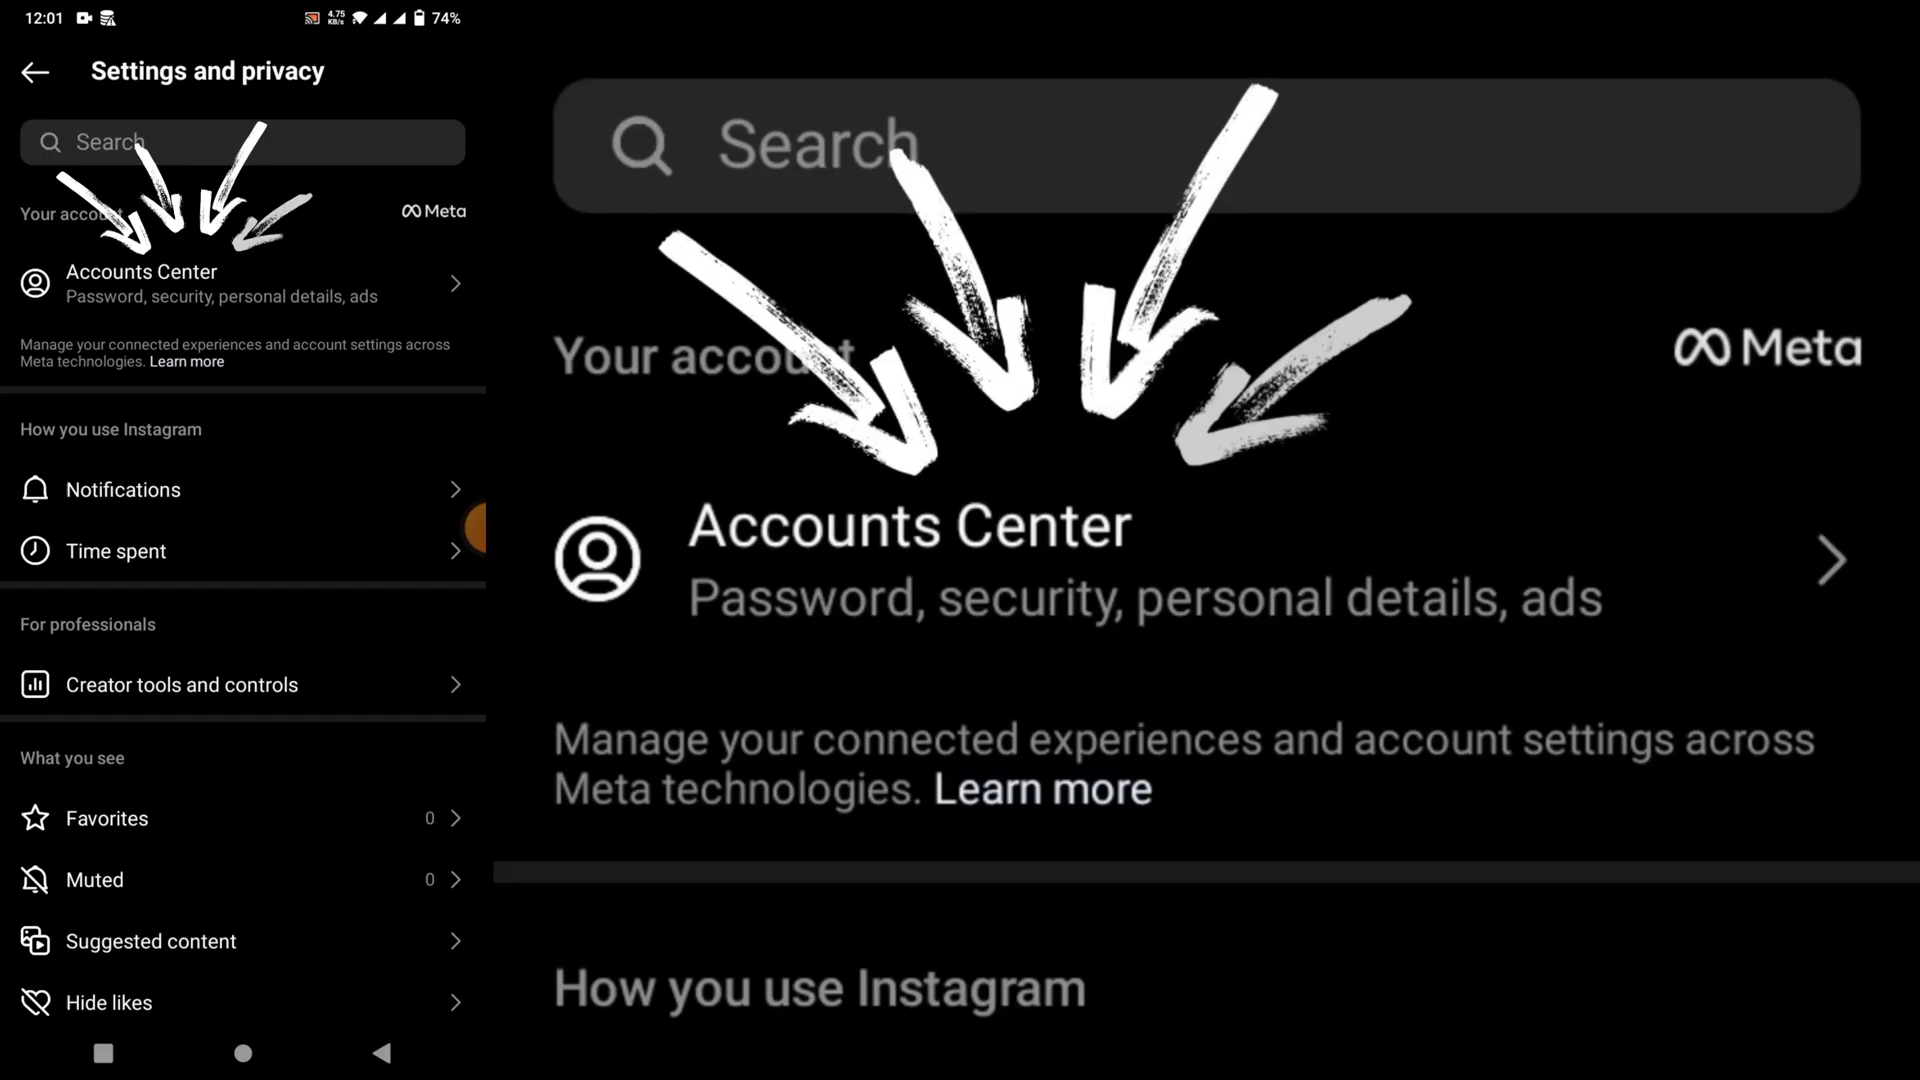 12:01
4.75 KB/s
74%
Settings and privacy
Search
Your account
Meta
Accounts Center
Password, security, personal details, ads
Manage your connected experiences and account settings across
Meta technologies. Learn more
How you use Instagram
Notifications
Time spent
For professionals
Creator tools and controls
What you see
Favorites 0
Muted 0
Suggested content
Hide likes
Search
Your account
Meta
Accounts Center
Password, security, personal details, ads
Manage your connected experiences and account settings across
Meta technologies. Learn more
How you use Instagram